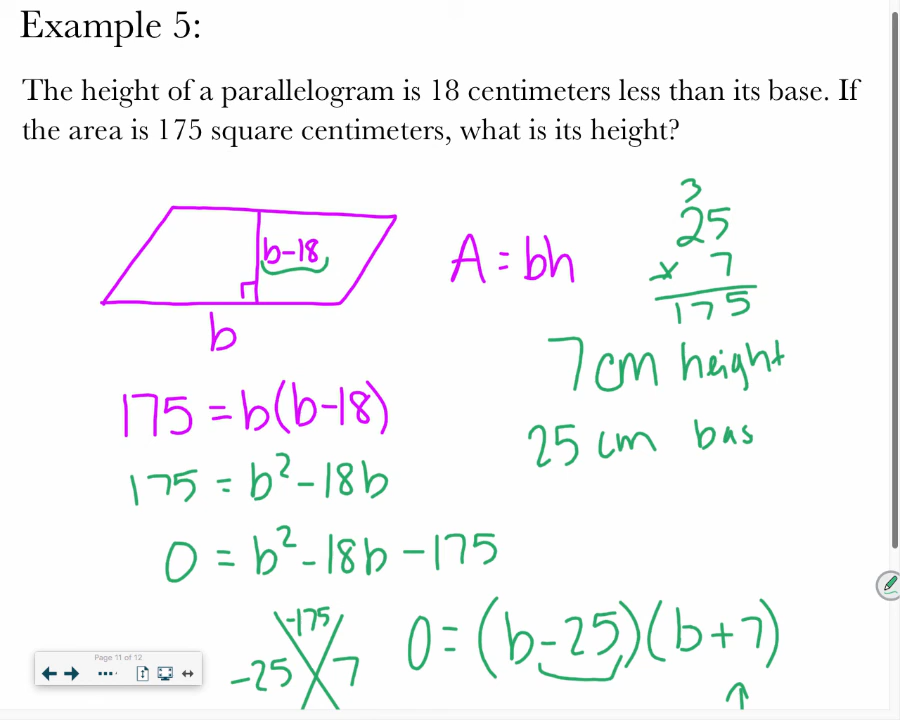 Example 5:
The height of a parallelogram is 18 centimeters less than its base. If
the area is 175 square centimeters, what is its height?
b-18
b
A = bh
3
25
x 7
175
7 cm height
25 cm bas
175 = b(b-18)
175 = b² - 18b
0 = b² - 18b - 175
-175
-25 7
0 = (b-25)(b+7)
Page 11 of 12